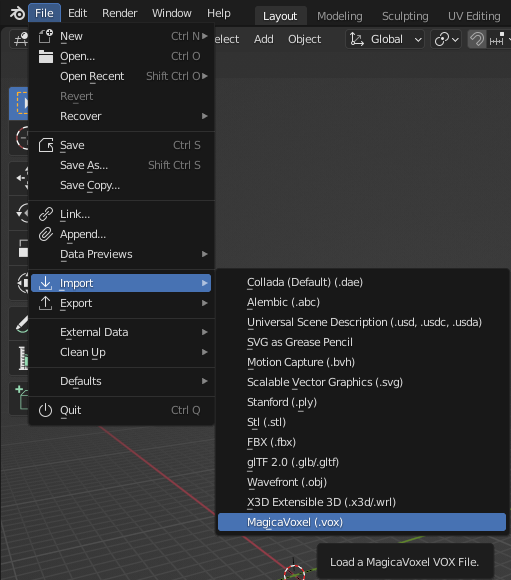 File Edit Render Window Help Layout Modeling Sculpting UV Editing
elect Add Object Global
New Ctrl N
Open... Ctrl O
Open Recent Shift Ctrl O
Revert
Recover
Save Ctrl S
Save As... Shift Ctrl S
Save Copy...
Link...
Append...
Data Previews
Import
Export
External Data
Clean Up
Defaults
Quit Ctrl Q
Collada (Default) (.dae)
Alembic (.abc)
Universal Scene Description (.usd, .usdc, .usda)
SVG as Grease Pencil
Motion Capture (.bvh)
Scalable Vector Graphics (.svg)
Stanford (.ply)
Stl (.stl)
FBX (.fbx)
glTF 2.0 (.glb/.gltf)
Wavefront (.obj)
X3D Extensible 3D (.x3d/.wrl)
MagicaVoxel (.vox)
Load a MagicaVoxel VOX File.